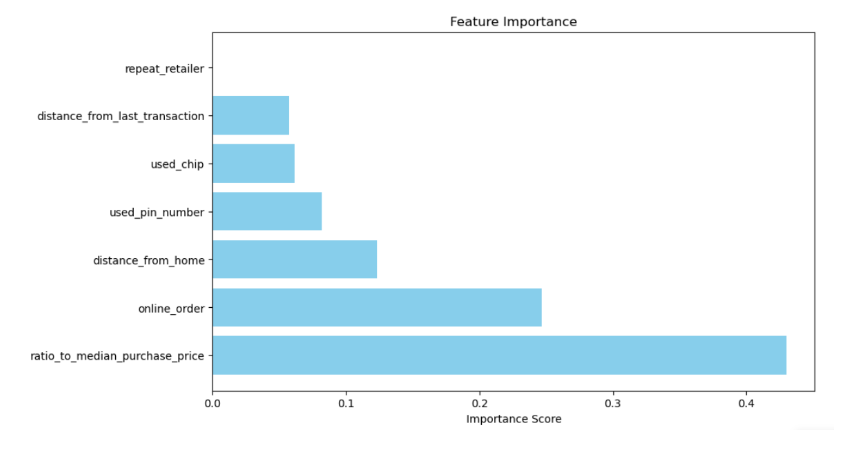 Feature Importance
repeat_retailer
distance_from_last_transaction
used_chip
used_pin_number
distance_from_home
online_order
ratio_to_median_purchase_price
0.0 0.1 0.2 0.3 0.4
Importance Score